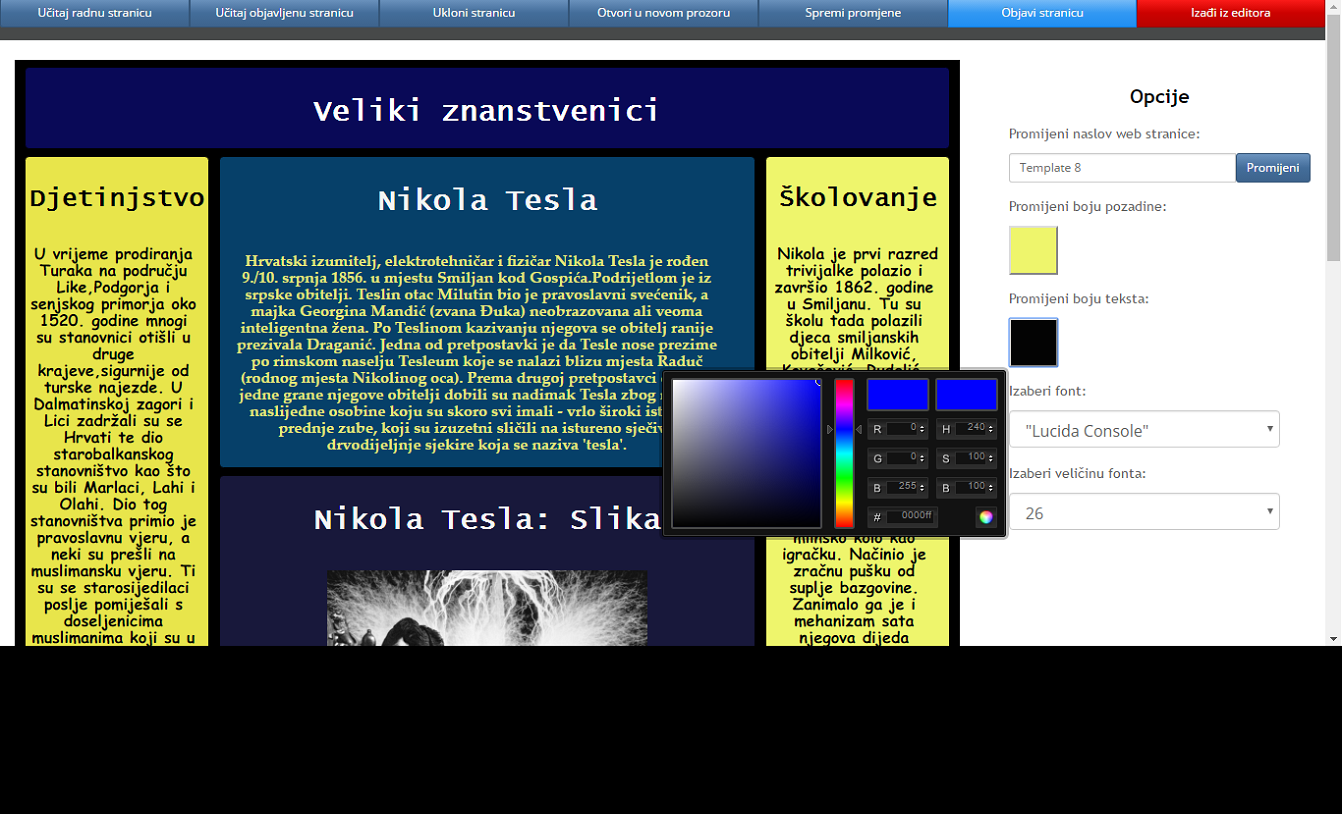 Učitaj radnu stranicu
Učitaj objavljenu stranicu
Ukloni stranicu
Otvori u novom prozoru
Spremi promjene
Objavi stranicu
Izađi iz editora
Veliki znanstvenici
Djetinjstvo
U vrijeme prodiranja
Turaka na području
Like,Podgorja i
senjskog primorja oko
1520. godine mnogi
su stanovnici otišli u
druge
krajeve,sigurnije od
turske najezde. U
Dalmatinskoj zagori i
Lici zadržali su se
Hrvati te dio
starobalkanskog
stanovništvo kao što
su bili Marlaci, Lahi i
Olahi. Dio tog
stanovništva primio je
pravoslavnu vjeru, a
neki su prešli na
muslimansku vjeru. Ti
su se starosijedilaci
poslje pomiješali s
doseljenicima
muslimanima koji su u
Nikola Tesla
Hrvatski izumitelj, elektrotehničar i fizičar Nikola Tesla je rođen
9./10. srpnja 1856. u mjestu Smiljan kod Gospića.Podrijetlom je iz
srpske obitelji. Teslin otac Milutin bio je pravoslavni svećenik, a
majka Georgina Mandić (zvana Đuka) neobrazovana ali veoma
inteligentna žena. Po Teslinom kazivanju njegova se obitelj ranije
prezivala Draganić. Jedna od pretpostavki je da Tesle nose prezime
po rimskom naselju Tesleum koje se nalazi blizu mjesta Raduč
(rodnog mjesta Nikolinog oca). Prema drugoj pretpostavci
jedne grane njegove obitelji dobili su nadimak Tesla zbog
naslijedne osobine koju su skoro svi imali - vrlo široki
prednje zube, koji su izuzetni sličili na istureno
drvodijeljnje sjekire koja se naziva 'tesla'.
Nikola Tesla: Slika
Školovanje
Nikola je prvi razred
trivijalke polazio i
završio 1862. godine
u Smiljanu. Tu su
školu tada polazili
djeca smiljanskih
obitelji Milković,
mlinsko kolo kao
igračku. Načinio je
zračnu pušku od
suplje bazgovine.
Zanimalo ga je i
mehanizam sata
njegova dijeda
R 0 H 240
G 0 S 100
B 255 B 100
# 0000ff
Opcije
Promijeni naslov web stranice:
Template 8
Promijeni
Promijeni boju pozadine:
Promijeni boju teksta:
Izaberi font:
"Lucida Console"
Izaberi veličinu fonta:
26